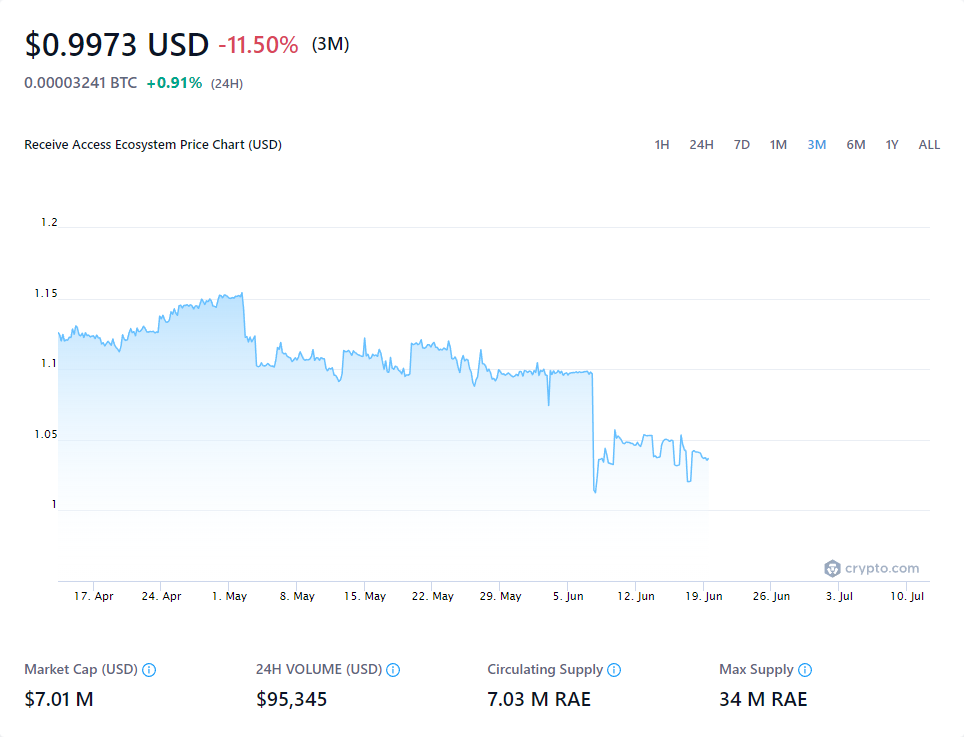 $0.9973 USD -11.50% (3M)
0.00003241 BTC +0.91% (24H)
Receive Access Ecosystem Price Chart (USD) 1H 24H 7D 1M 3M 6M 1Y ALL
1.2
1.15
1.1
1.05
1
crypto.com
17. Apr 24. Apr 1. May 8. May 15. May 22. May 29. May 5. Jun 12. Jun 19. Jun 26. Jun 3. Jul 10. Jul
Market Cap (USD) 24H VOLUME (USD) Circulating Supply Max Supply
$7.01 M $95,345 7.03 M RAE 34 M RAE